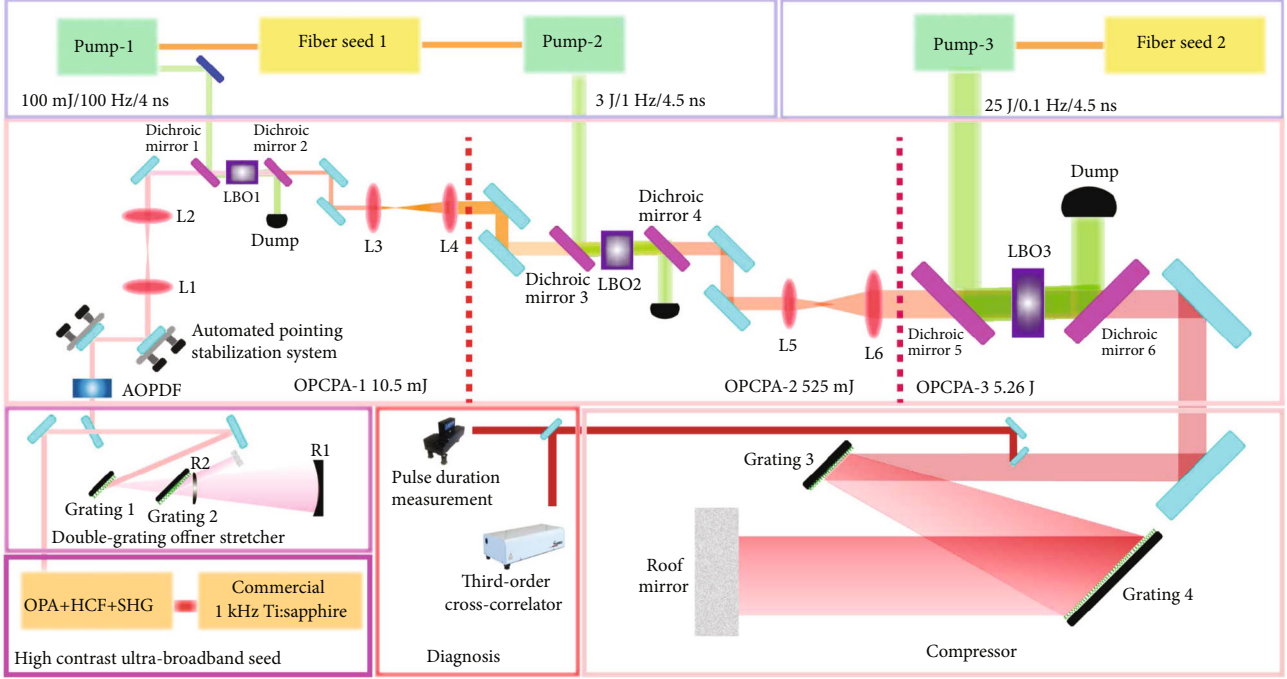 Pump-1
Fiber seed 1
Pump-2
Pump-3
Fiber seed 2
100 mJ/100 Hz/4 ns
3 J/1 Hz/4.5 ns
25 J/0.1 Hz/4.5 ns
Dichroic
mirror 1
Dichroic
mirror 2
LBO1
Dump
L2
L1
L3
L4
Automated pointing
stabilization system
AOPDF
OPCPA-1 10.5 mJ
Dichroic
mirror 3
LBO2
Dichroic
mirror 4
L5
L6
OPCPA-2 525 mJ
Dump
LBO3
Dichroic
mirror 5
Dichroic
mirror 6
OPCPA-3 5.26 J
R2
R1
Grating 1
Grating 2
Double-grating offner stretcher
OPA+HCF+SHG
Commercial
1 kHz Ti:sapphire
High contrast ultra-broadband seed
Pulse duration
measurement
Third-order
cross-correlator
Diagnosis
Grating 3
Roof
mirror
Grating 4
Compressor